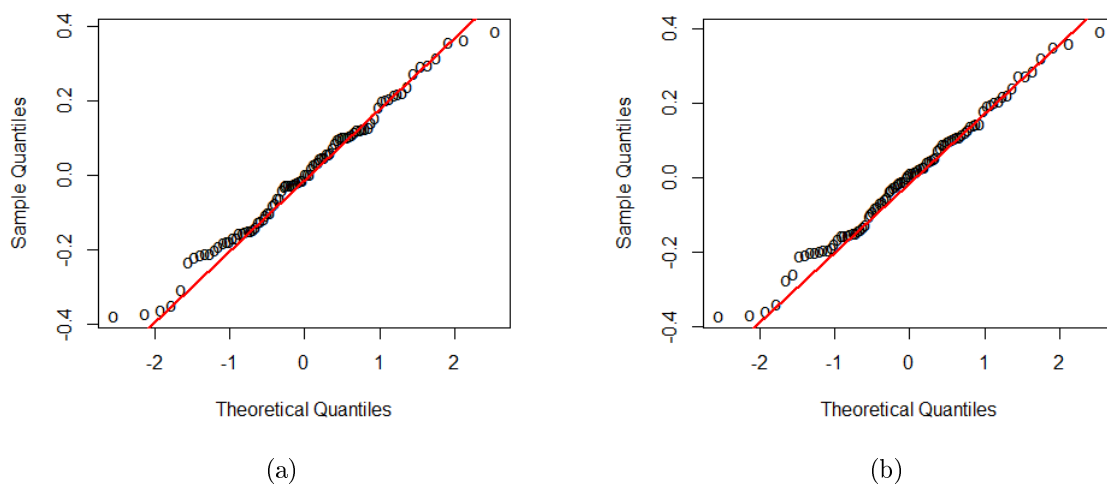 0.4
0.2
0.0
-0.2
-0.4
Sample Quantiles
-2 -1 0 1 2
Theoretical Quantiles
(a)
0.4
0.2
0.0
-0.2
-0.4
Sample Quantiles
-2 -1 0 1 2
Theoretical Quantiles
(b)